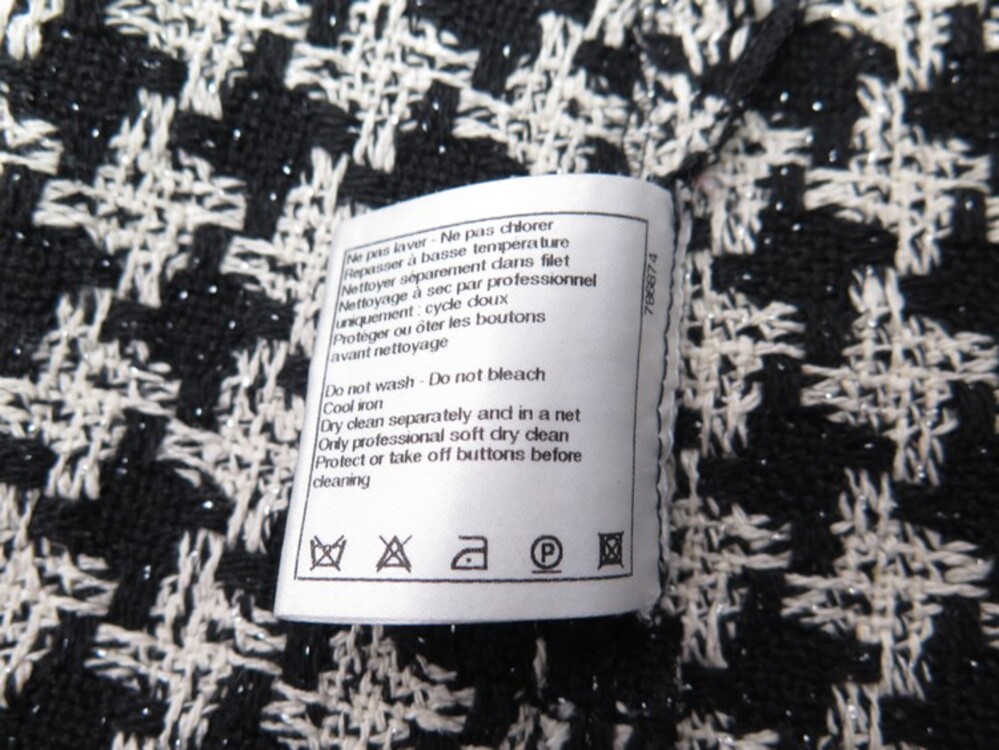 Ne pas laver - Ne pas chlorer
Repasser à basse température
Nettoyer séparement dans filet
Nettoyage à sec par professionnel
uniquement : cycle doux
Protéger ou ôter les boutons
avant nettoyage
Do not wash - Do not bleach
Cool iron
Dry clean separately and in a net
Only professional soft dry clean
Protect or take off buttons before
cleaning
P
796874